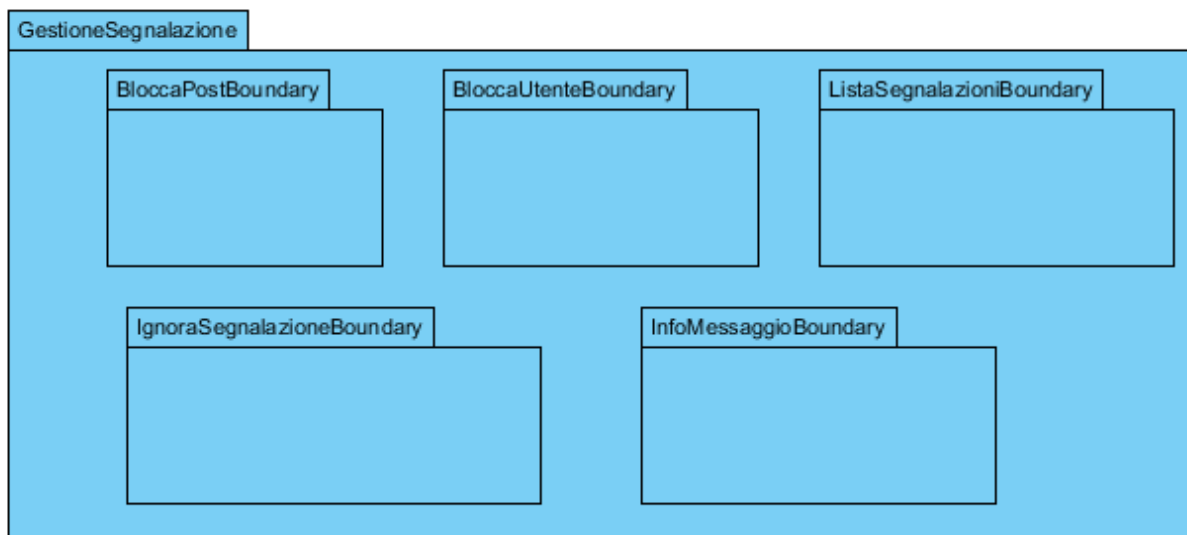 GestioneSegnalazione
BloccaPostBoundary
BloccaUtenteBoundary
ListaSegnalazioniBoundary
IgnoraSegnalazioneBoundary
InfoMessaggioBoundary